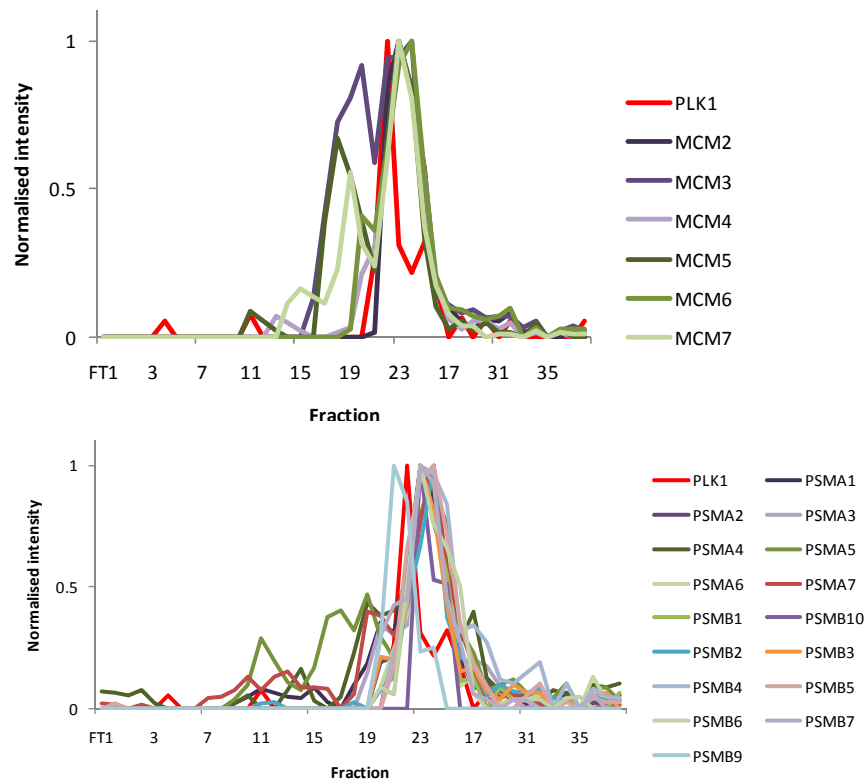 1
0.5
0
Normalised intensity
FT1 3 7 11 15 19 23 17 31 35
Fraction
PLK1
MCM2
MCM3
MCM4
MCM5
MCM6
MCM7
1
0.5
0
Normalised intensity
FT1 3 7 11 15 19 23 17 31 35
Fraction
PLK1 PSMA1
PSMA2 PSMA3
PSMA4 PSMA5
PSMA6 PSMA7
PSMB1 PSMB10
PSMB2 PSMB3
PSMB4 PSMB5
PSMB6 PSMB7
PSMB9